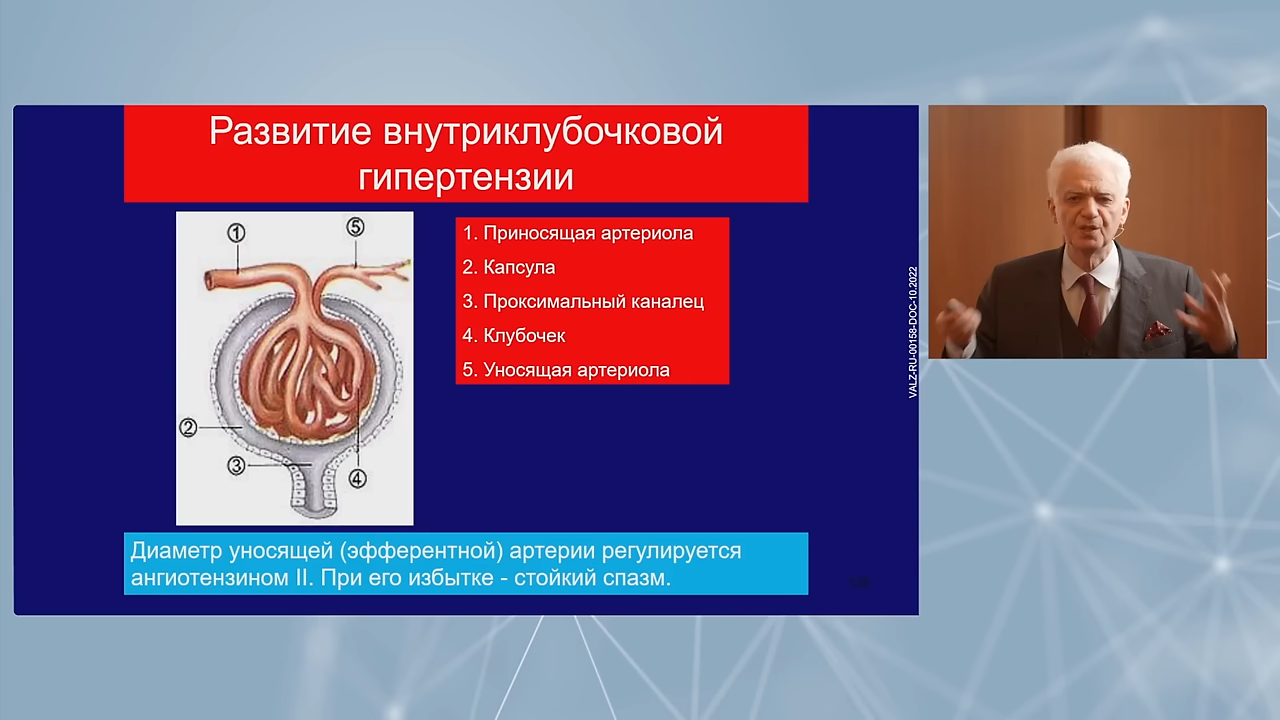 Развитие внутриклубочковой
гипертензии
1
5
2
3
4
1. Приносящая артериола
2. Капсула
3. Проксимальный каналец
4. Клубочек
5. Уносящая артериола
Диаметр уносящей (эфферентной) артерии регулируется
ангиотензином II. При его избытке - стойкий спазм.
VALZ-RU-00158-DOC-10.2022